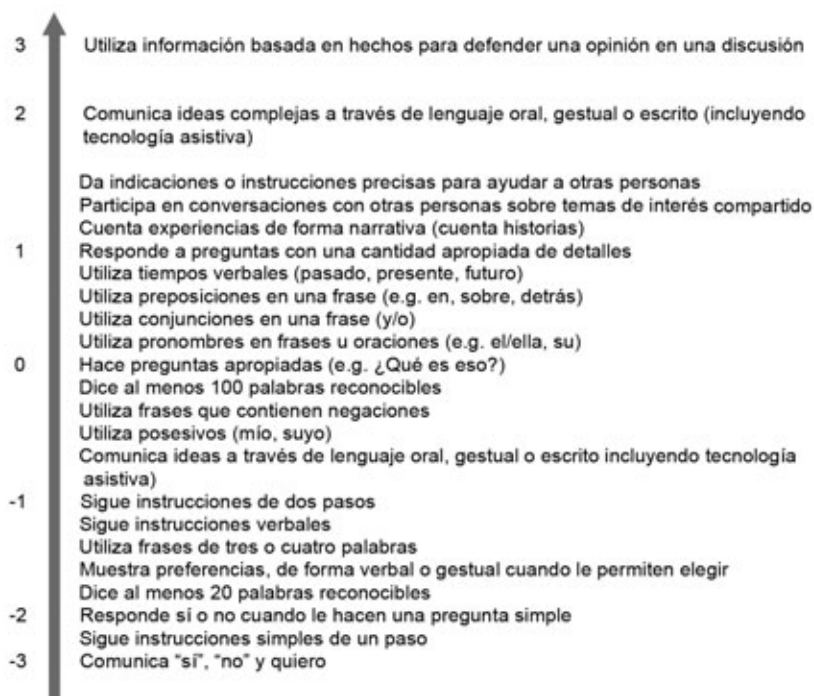 3 Utiliza información basada en hechos para defender una opinión en una discusión
2 Comunica ideas complejas a través de lenguaje oral, gestual o escrito (incluyendo
tecnología asistiva)
Da indicaciones o instrucciones precisas para ayudar a otras personas
Participa en conversaciones con otras personas sobre temas de interés compartido
Cuenta experiencias de forma narrativa (cuenta historias)
1 Responde a preguntas con una cantidad apropiada de detalles
Utiliza tiempos verbales (pasado, presente, futuro)
Utiliza preposiciones en una frase (e.g. en, sobre, detrás)
Utiliza conjunciones en una frase (y/o)
Utiliza pronombres en frases u oraciones (e.g. el/ella, su)
0 Hace preguntas apropiadas (e.g. ¿Qué es eso?)
Dice al menos 100 palabras reconocibles
Utiliza frases que contienen negaciones
Utiliza posesivos (mío, suyo)
Comunica ideas a través de lenguaje oral, gestual o escrito incluyendo tecnología
asistiva)
-1 Sigue instrucciones de dos pasos
Sigue instrucciones verbales
Utiliza frases de tres o cuatro palabras
Muestra preferencias, de forma verbal o gestual cuando le permiten elegir
Dice al menos 20 palabras reconocibles
-2 Responde sí o no cuando le hacen una pregunta simple
Sigue instrucciones simples de un paso
-3 Comunica “sí”, “no” y quiero